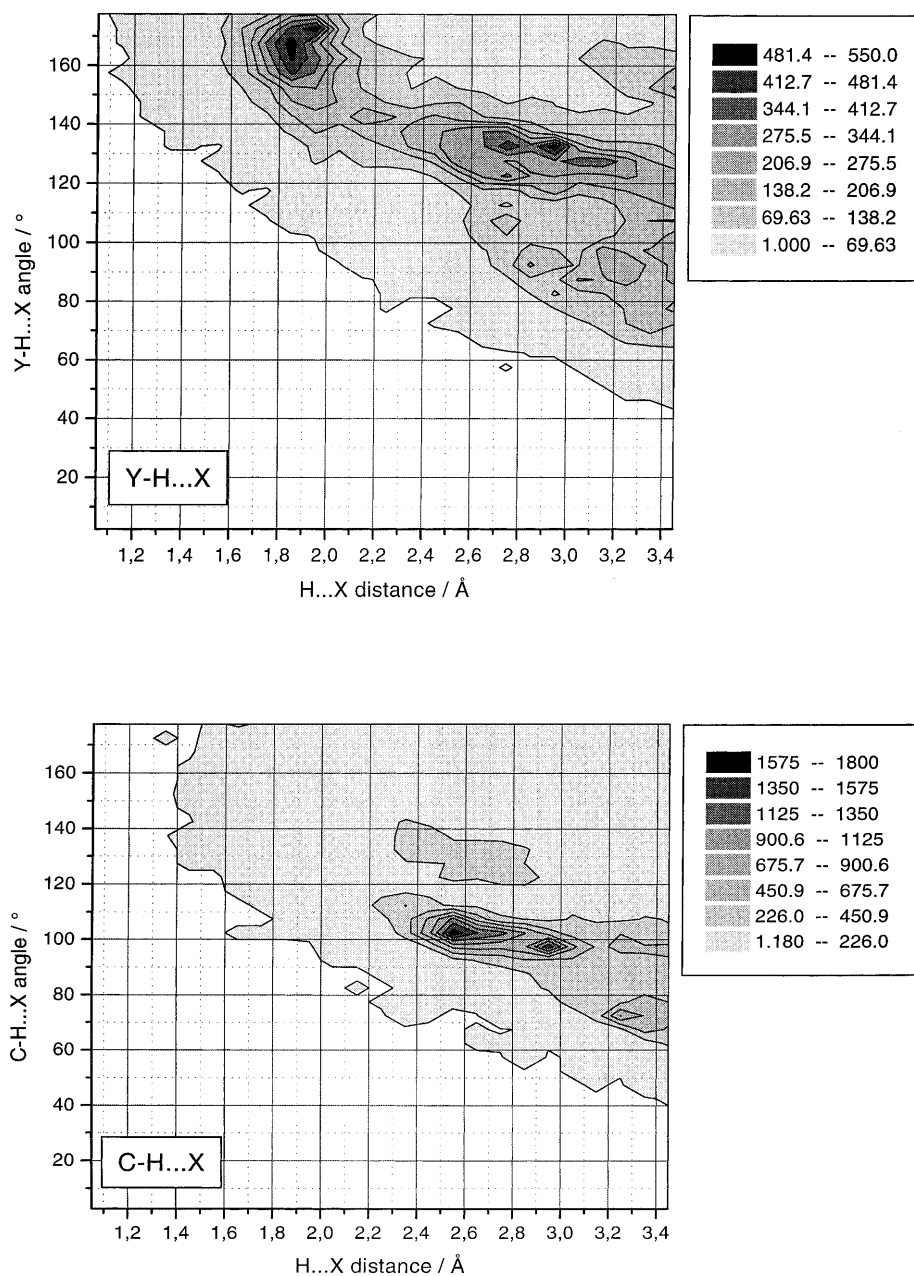 160
140
120
100
80
60
40
20
Y-H...X angle / °
Y-H...X
1,2 1,4 1,6 1,8 2,0 2,2 2,4 2,6 2,8 3,0 3,2 3,4
H...X distance / Å
481.4 -- 550.0
412.7 -- 481.4
344.1 -- 412.7
275.5 -- 344.1
206.9 -- 275.5
138.2 -- 206.9
69.63 -- 138.2
1.000 -- 69.63
160
140
120
100
80
60
40
20
C-H...X angle / °
C-H...X
1,2 1,4 1,6 1,8 2,0 2,2 2,4 2,6 2,8 3,0 3,2 3,4
H...X distance / Å
1575 -- 1800
1350 -- 1575
1125 -- 1350
900.6 -- 1125
675.7 -- 900.6
450.9 -- 675.7
226.0 -- 450.9
1.180 -- 226.0